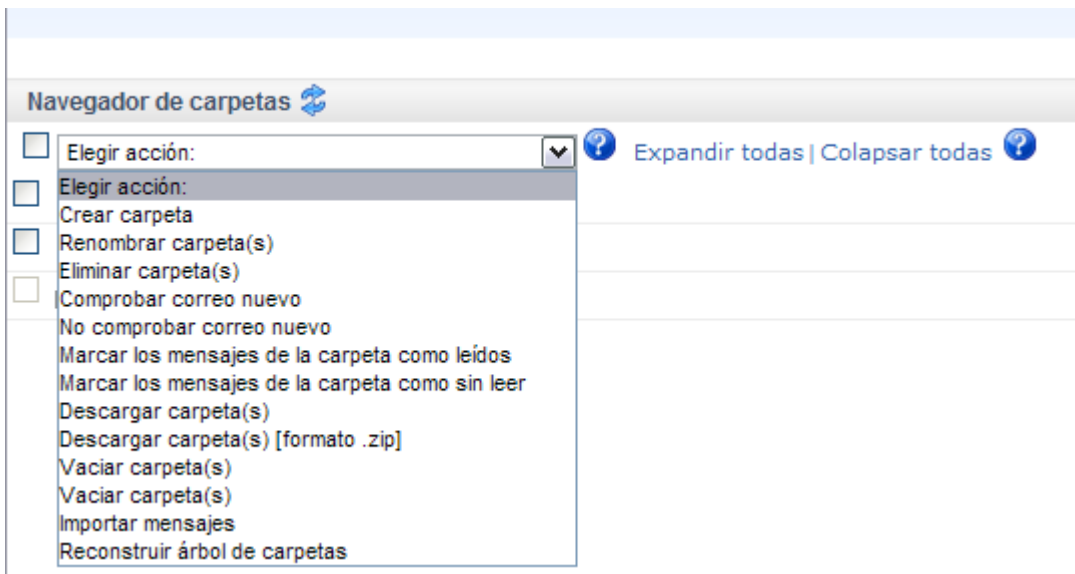 Navegador de carpetas
Elegir acción: Expandir todas | Colapsar todas
Elegir acción:
Crear carpeta
Renombrar carpeta(s)
Eliminar carpeta(s)
Comprobar correo nuevo
No comprobar correo nuevo
Marcar los mensajes de la carpeta como leídos
Marcar los mensajes de la carpeta como sin leer
Descargar carpeta(s)
Descargar carpeta(s) [formato .zip]
Vaciar carpeta(s)
Vaciar carpeta(s)
Importar mensajes
Reconstruir árbol de carpetas